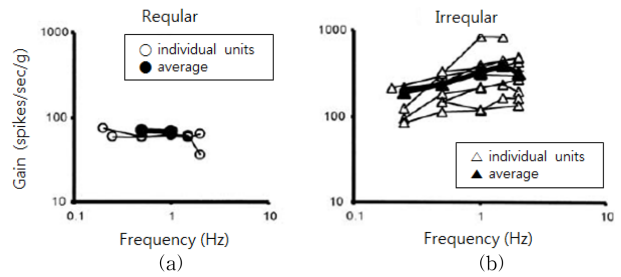 Reqular
1000
100
10
0.1
1
10
Gain (spikes/sec/g)
Frequency (Hz)
individual units
average
(a)
Irregular
1000
100
10
0.1
1
10
Frequency (Hz)
individual units
average
(b)